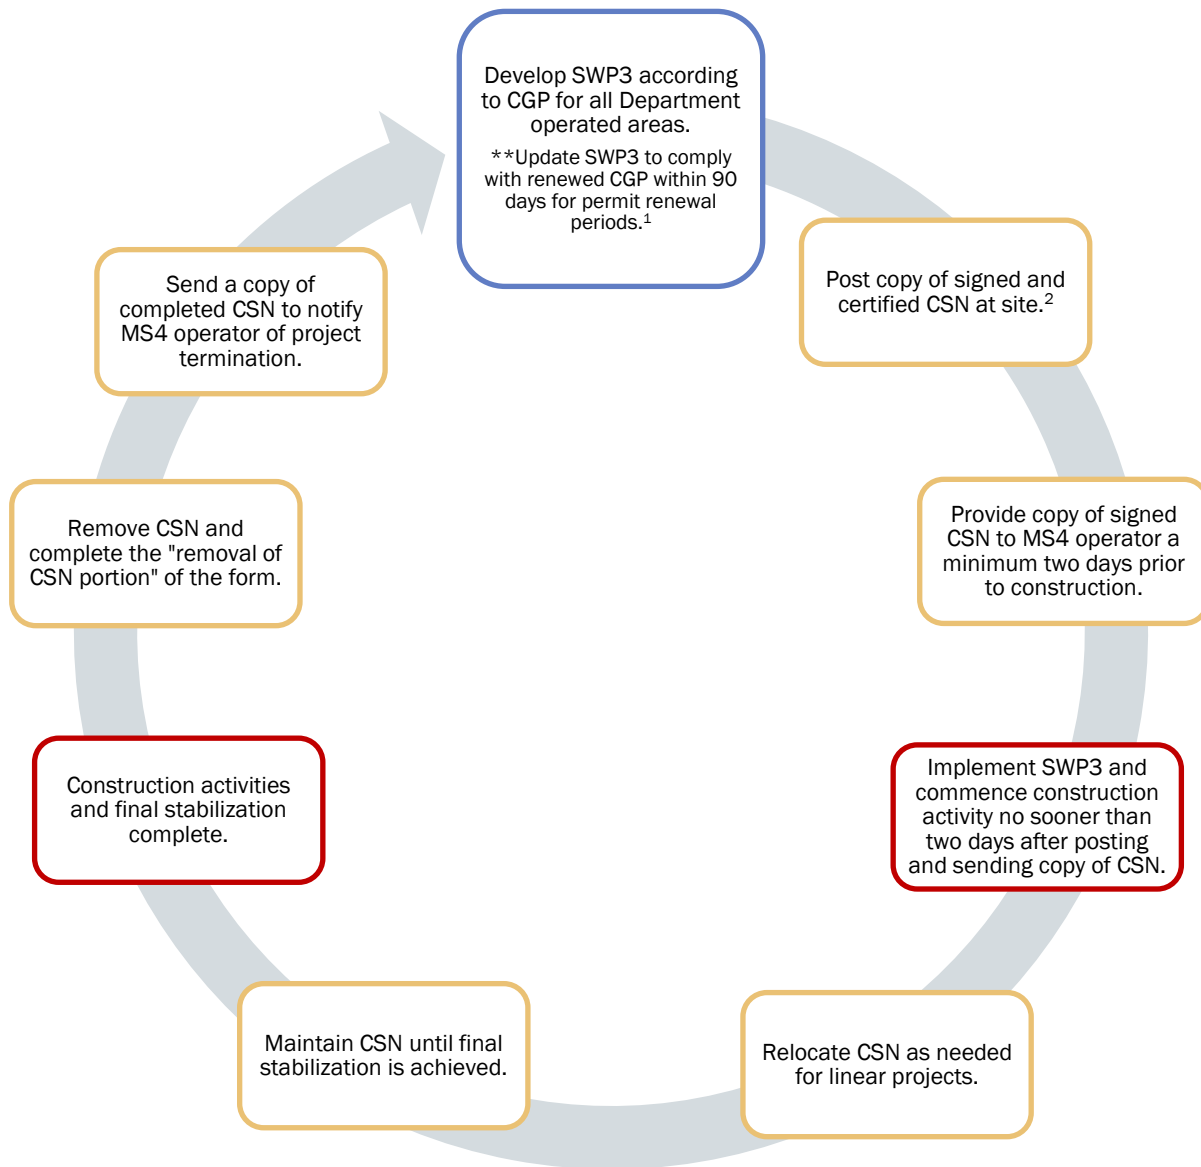 Develop SWP3 according
to CGP for all Department
operated areas.
**Update SWP3 to comply
with renewed CGP within 90
days for permit renewal
periods.¹
Post copy of signed and
certified CSN at site.²
Provide copy of signed
CSN to MS4 operator a
minimum two days prior
to construction.
Implement SWP3 and
commence construction
activity no sooner than
two days after posting
and sending copy of CSN.
Relocate CSN as needed
for linear projects.
Maintain CSN until final
stabilization is achieved.
Construction activities
and final stabilization
complete.
Remove CSN and
complete the "removal of
CSN portion" of the form.
Send a copy of
completed CSN to notify
MS4 operator of project
termination.